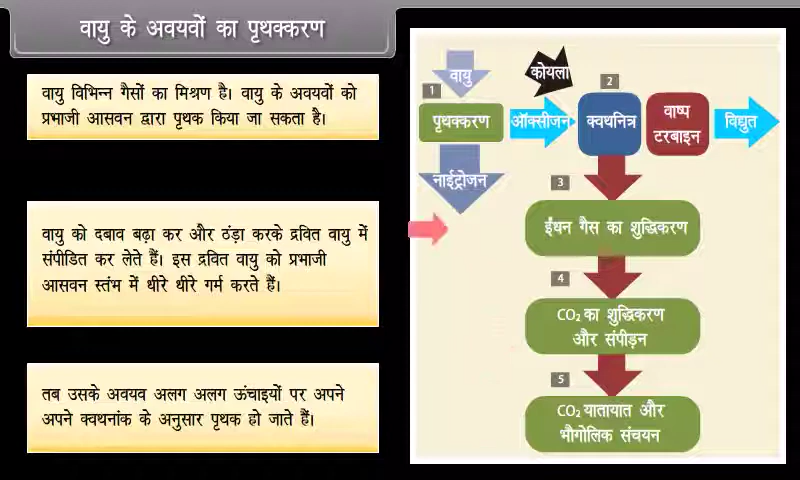 वायु के अवयवों का पृथक्करण
वायु विभिन्न गैसों का मिश्रण है। वायु के अवयवों को
प्रभाजी आसवन द्वारा पृथक किया जा सकता है।
वायु को दबाव बढ़ा कर और ठंड़ा करके द्रवित वायु में
संपीडित कर लेते हैं। इस द्रवित वायु को प्रभाजी
आसवन स्तंभ में धीरे धीरे गर्म करते हैं।
तब उसके अवयव अलग अलग ऊंचाइयों पर अपने
अपने क्वथनांक के अनुसार पृथक हो जाते हैं।
वायु
कोयला
1
2
पृथक्करण
ऑक्सीजन
क्वथनित्र
वाष्प
टरबाइन
विद्युत
नाईट्रोजन
3
ईंधन गैस का शुद्धिकरण
4
CO₂ का शुद्धिकरण
और संपीड़न
5
CO₂ यातायात और
भौगोलिक संचयन